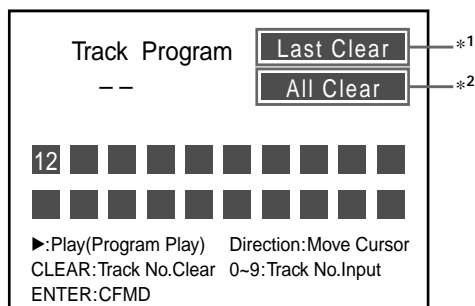 Track Program
Last Clear
*1
– –
All Clear
*2
12
▶:Play(Program Play) Direction:Move Cursor
CLEAR:Track No.Clear 0~9:Track No.Input
ENTER:CFMD